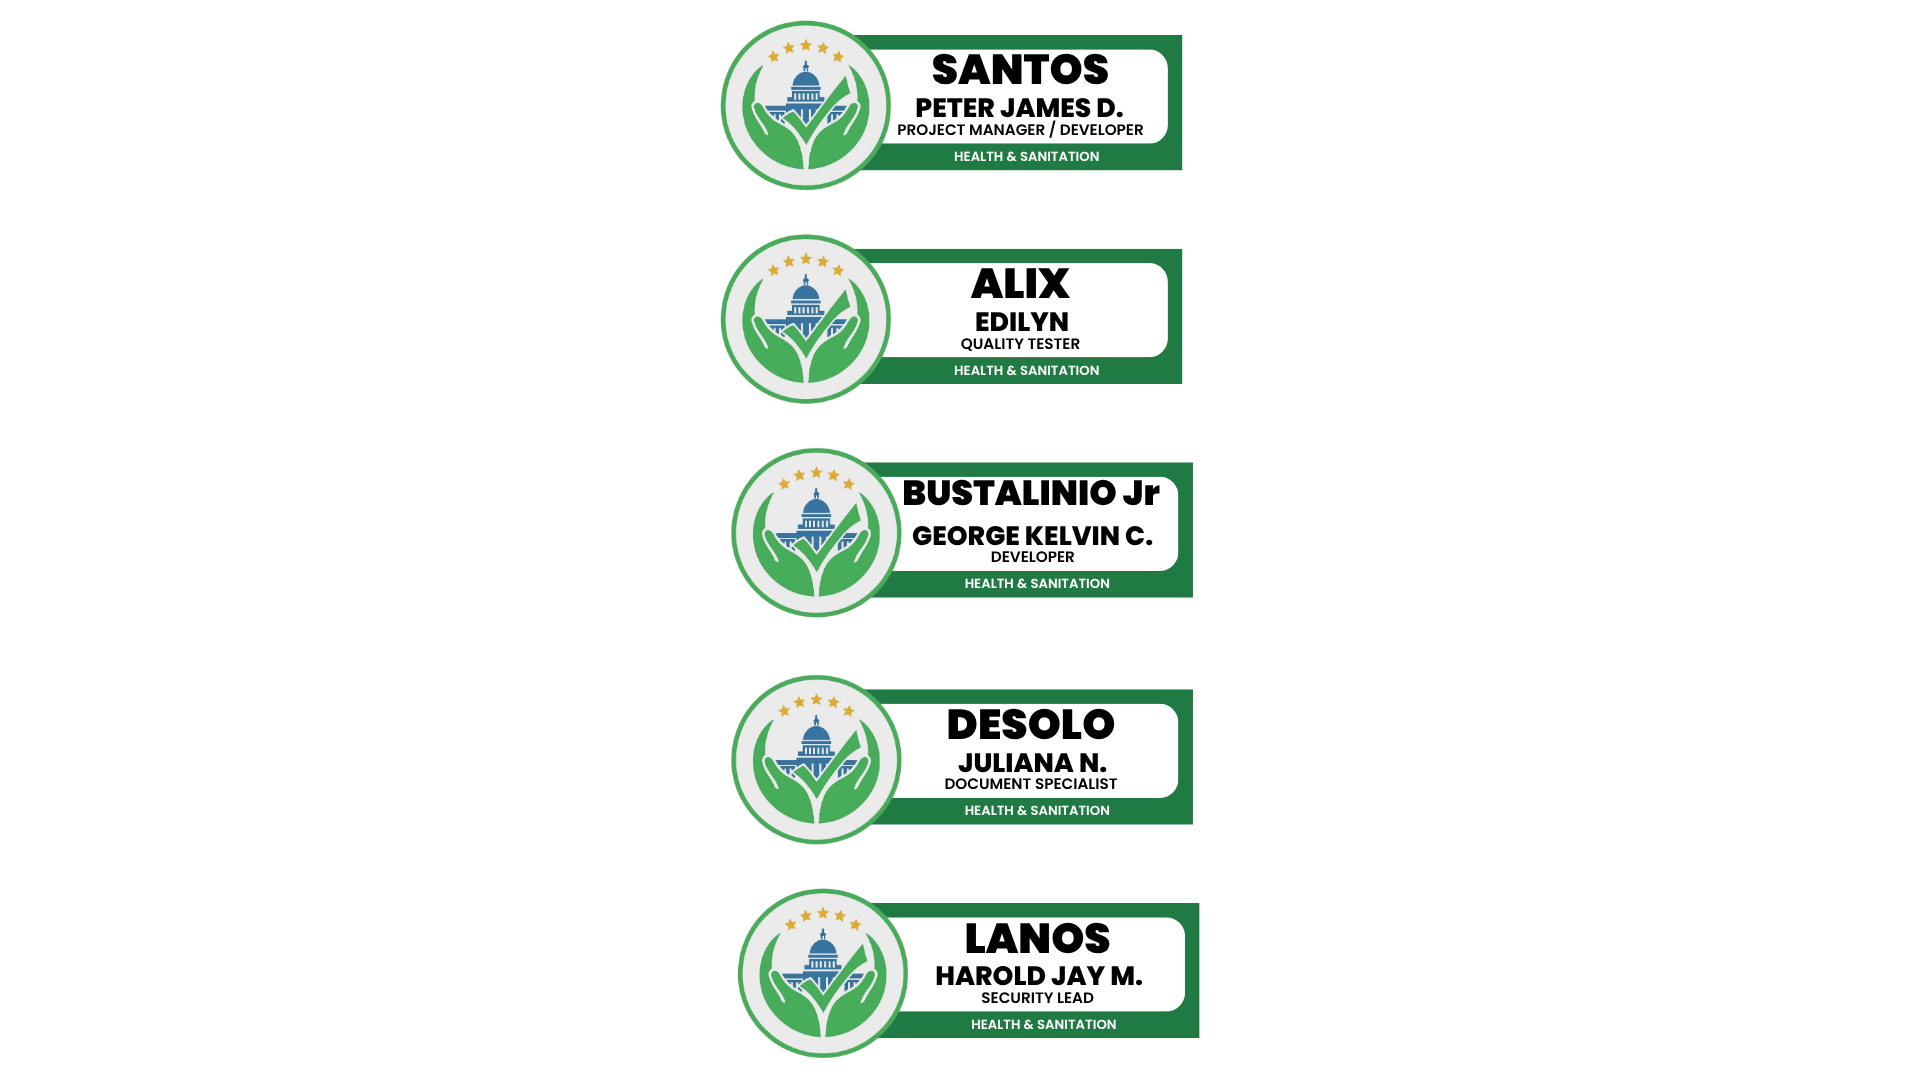 SANTOS
PETER JAMES D.
PROJECT MANAGER / DEVELOPER
HEALTH & SANITATION
ALIX
EDILYN
QUALITY TESTER
HEALTH & SANITATION
BUSTALINIO Jr
GEORGE KELVIN C.
DEVELOPER
HEALTH & SANITATION
DESOLO
JULIANA N.
DOCUMENT SPECIALIST
HEALTH & SANITATION
LANOS
HAROLD JAY M.
SECURITY LEAD
HEALTH & SANITATION